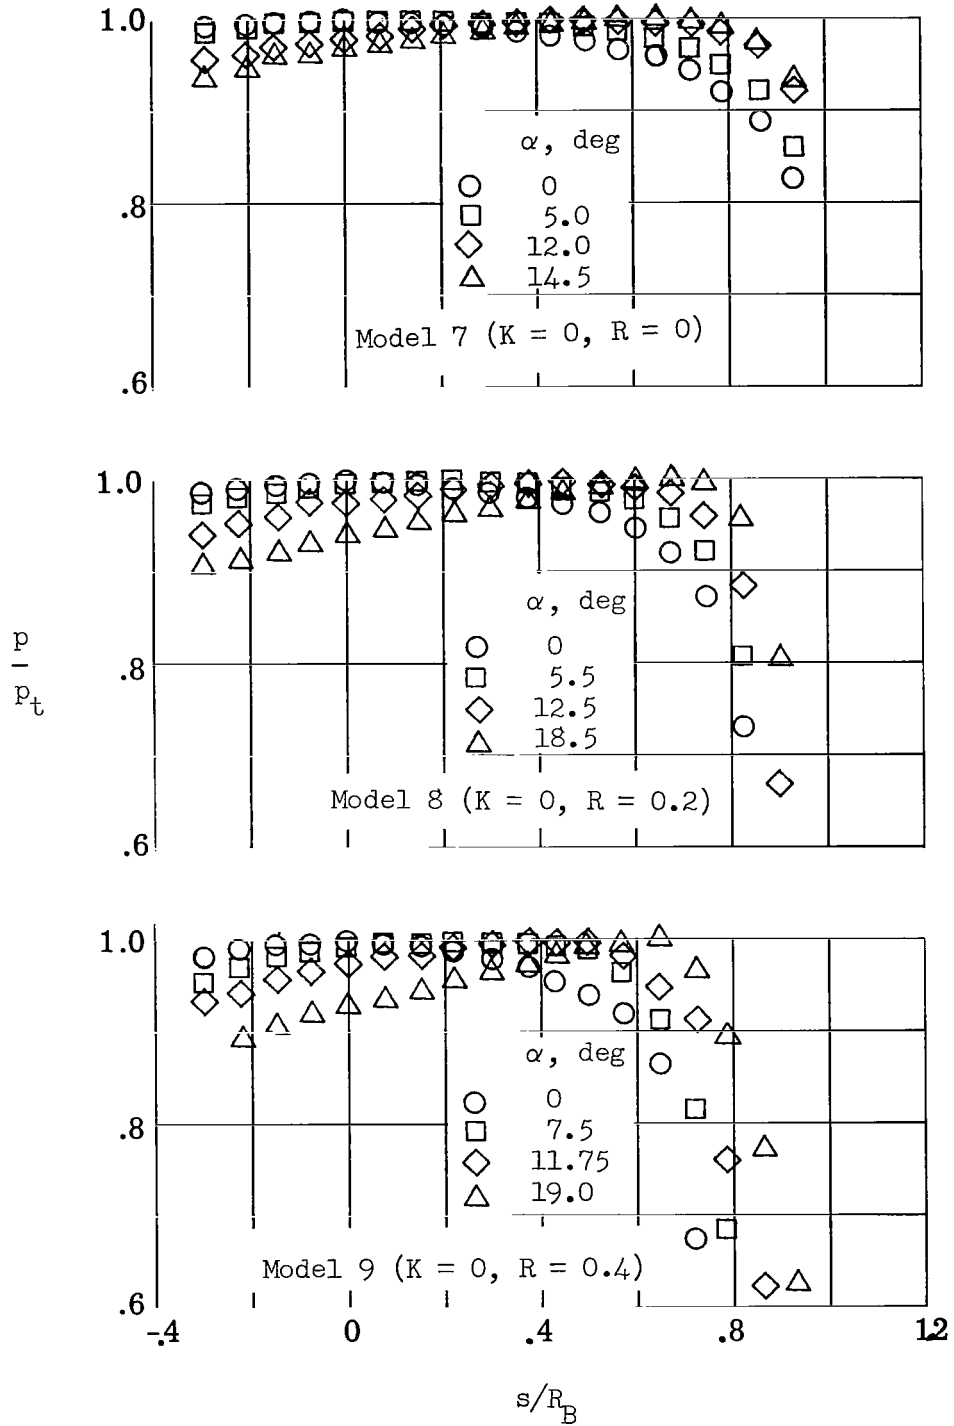 1.0
α, deg
0
5.0
12.0
14.5
.8
Model 7 (K = 0, R = 0)
.6
1.0
α, deg
0
5.5
12.5
18.5
.8
Model 8 (K = 0, R = 0.2)
.6
p
pt
1.0
α, deg
0
7.5
11.75
19.0
.8
Model 9 (K = 0, R = 0.4)
.6
-.4 0 .4 .8 1.2
s/RB